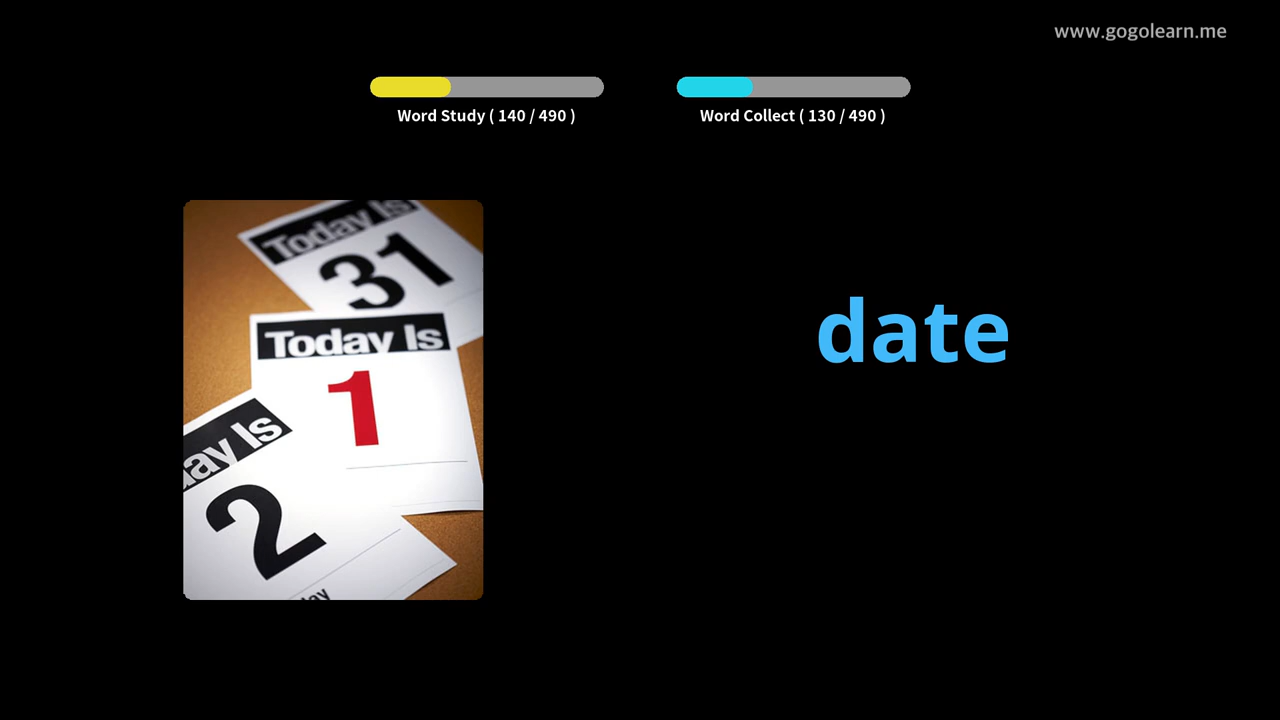 www.gogolearn.me
Word Study ( 140 / 490 )
Word Collect ( 130 / 490 )
Today Is
31
Today Is
1
day Is
2
date